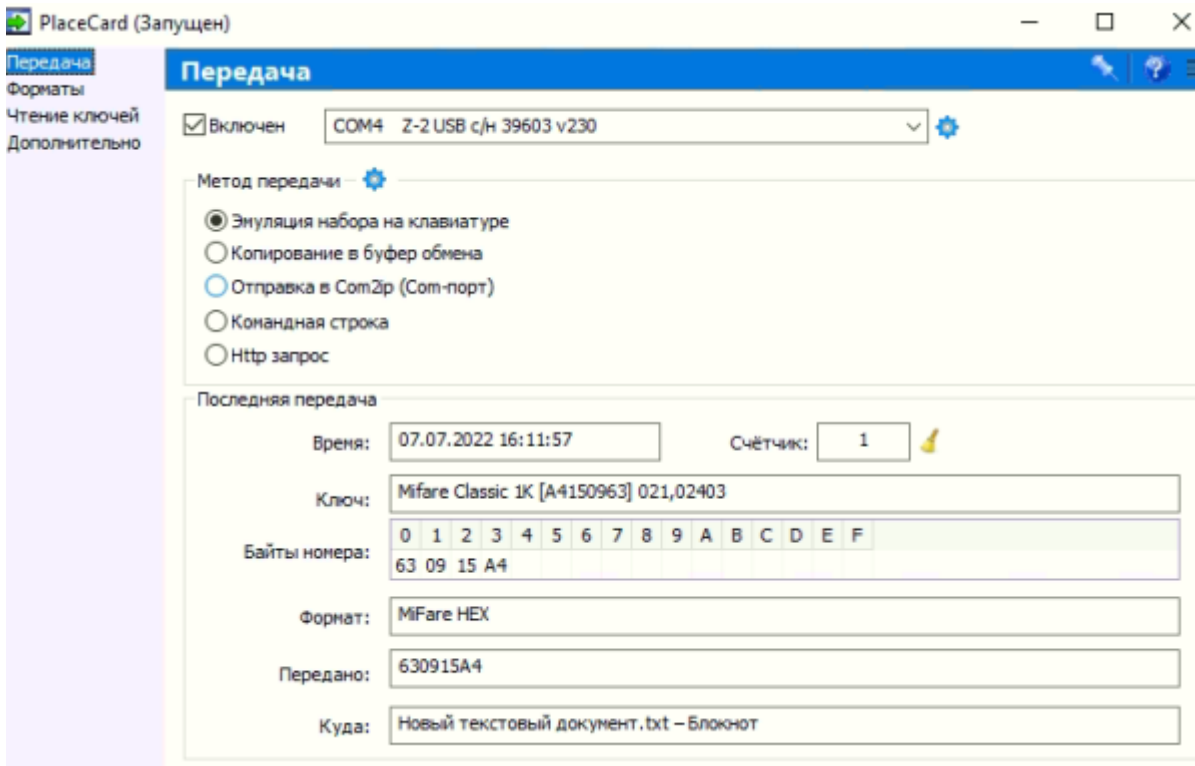 PlaceCard (Запущен)
Передача
Форматы
Чтение ключей
Дополнительно
Передача
Включен
COM4 Z-2 USB с/н 39603 v230
Метод передачи
Эмуляция набора на клавиатуре
Копирование в буфер обмена
Отправка в Com2ip (Com-порт)
Командная строка
Http запрос
Последняя передача
Время: 07.07.2022 16:11:57 Счётчик: 1
Ключ: Mifare Classic 1K [A4150963] 021,02403
0 1 2 3 4 5 6 7 8 9 A B C D E F
Байты номера: 63 09 15 A4
Формат: MiFare HEX
Передано: 630915A4
Куда: Новый текстовый документ.txt – Блокнот